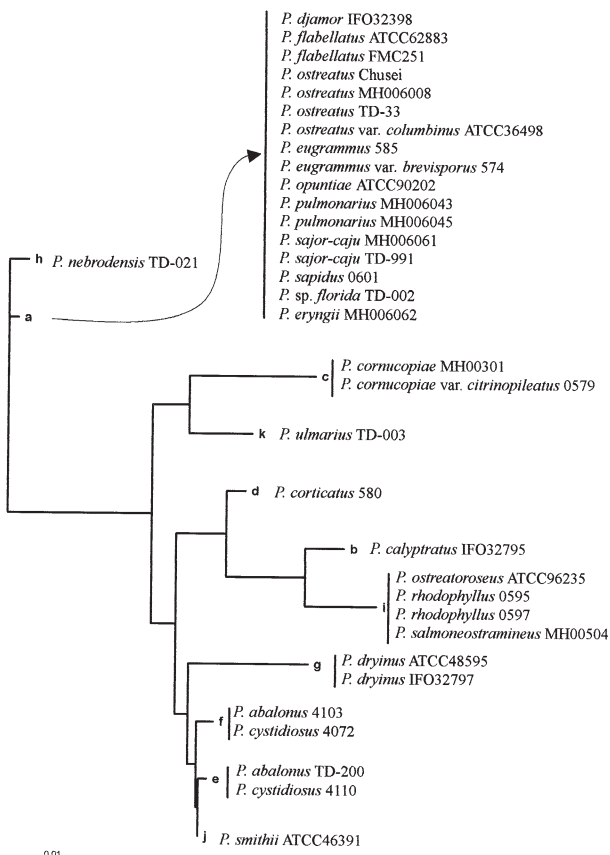 P. djamor IFO32398
P. flabellatus ATCC62883
P. flabellatus FMC251
P. ostreatus Chusei
P. ostreatus MH006008
P. ostreatus TD-33
P. ostreatus var. columbinus ATCC36498
P. eugrammus 585
P. eugrammus var. brevisporus 574
P. opuntiae ATCC90202
P. pulmonarius MH006043
P. pulmonarius MH006045
P. sajor-caju MH006061
P. sajor-caju TD-991
P. sapidus 0601
P. sp. florida TD-002
P. eryngii MH006062
h P. nebrodensis TD-021
a
c
P. cornucopiae MH00301
P. cornucopiae var. citrinopileatus 0579
k P. ulmarius TD-003
d P. corticatus 580
b P. calyptratus IFO32795
i
P. ostreatoroseus ATCC96235
P. rhodophyllus 0595
P. rhodophyllus 0597
P. salmoneostramineus MH00504
g
P. dryinus ATCC48595
P. dryinus IFO32797
f
P. abalonus 4103
P. cystidiosus 4072
e
P. abalonus TD-200
P. cystidiosus 4110
j P. smithii ATCC46391
0.01